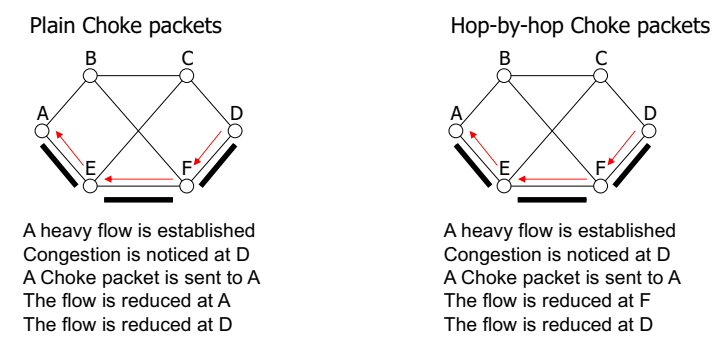 Plain Choke packets
B
C
A
D
E
F
A heavy flow is established
Congestion is noticed at D
A Choke packet is sent to A
The flow is reduced at A
The flow is reduced at D
Hop-by-hop Choke packets
B
C
A
D
E
F
A heavy flow is established
Congestion is noticed at D
A Choke packet is sent to A
The flow is reduced at F
The flow is reduced at D